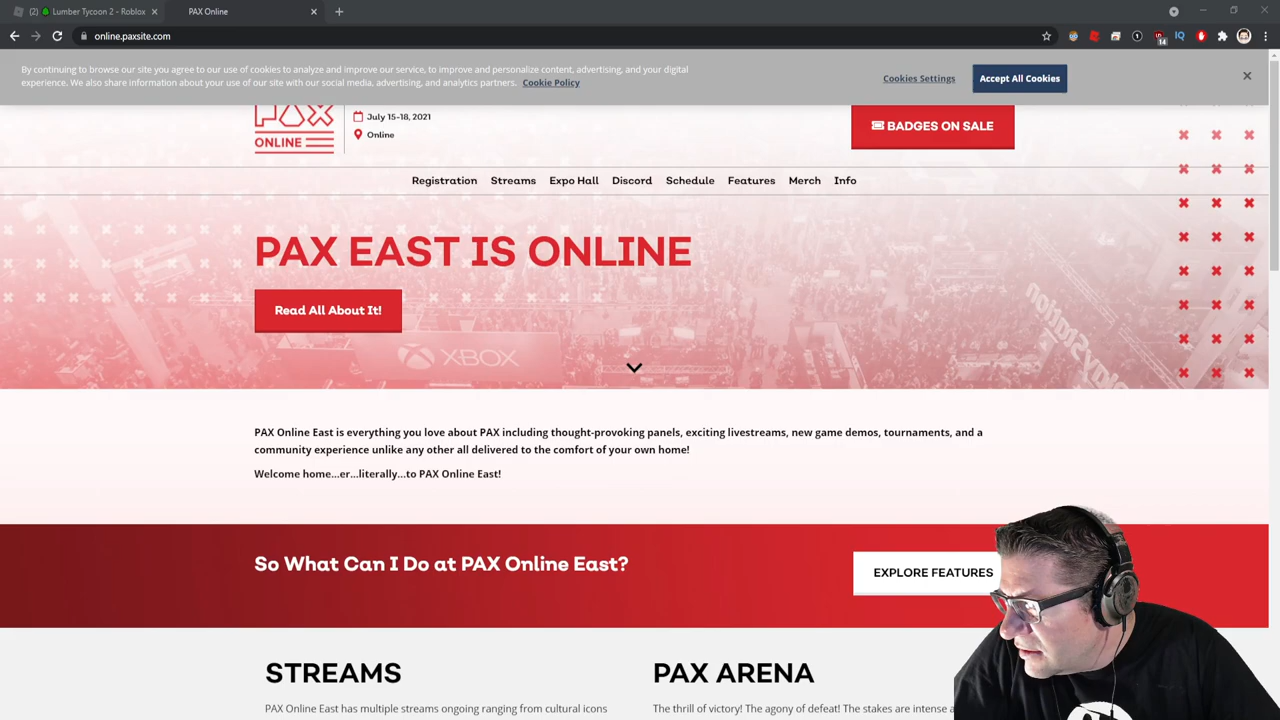 (2) Lumber Tycoon 2 - Roblox
PAX Online
online.paxsite.com
14
By continuing to browse our site you agree to our use of cookies to analyze and improve our service, to improve and personalize content, advertising, and your digital
experience. We also share information about your use of our site with our social media, advertising, and analytics partners. Cookie Policy
Cookies Settings
Accept All Cookies
PAX
ONLINE
July 15-18, 2021
Online
BADGES ON SALE
Registration Streams Expo Hall Discord Schedule Features Merch Info
PAX EAST IS ONLINE
Read All About It!
XBOX
PAX Online East is everything you love about PAX including thought-provoking panels, exciting livestreams, new game demos, tournaments, and a
community experience unlike any other all delivered to the comfort of your own home!
Welcome home...er...literally...to PAX Online East!
So What Can I Do at PAX Online East?
EXPLORE FEATURES
STREAMS
PAX Online East has multiple streams ongoing ranging from cultural icons
PAX ARENA
The thrill of victory! The agony of defeat! The stakes are intense